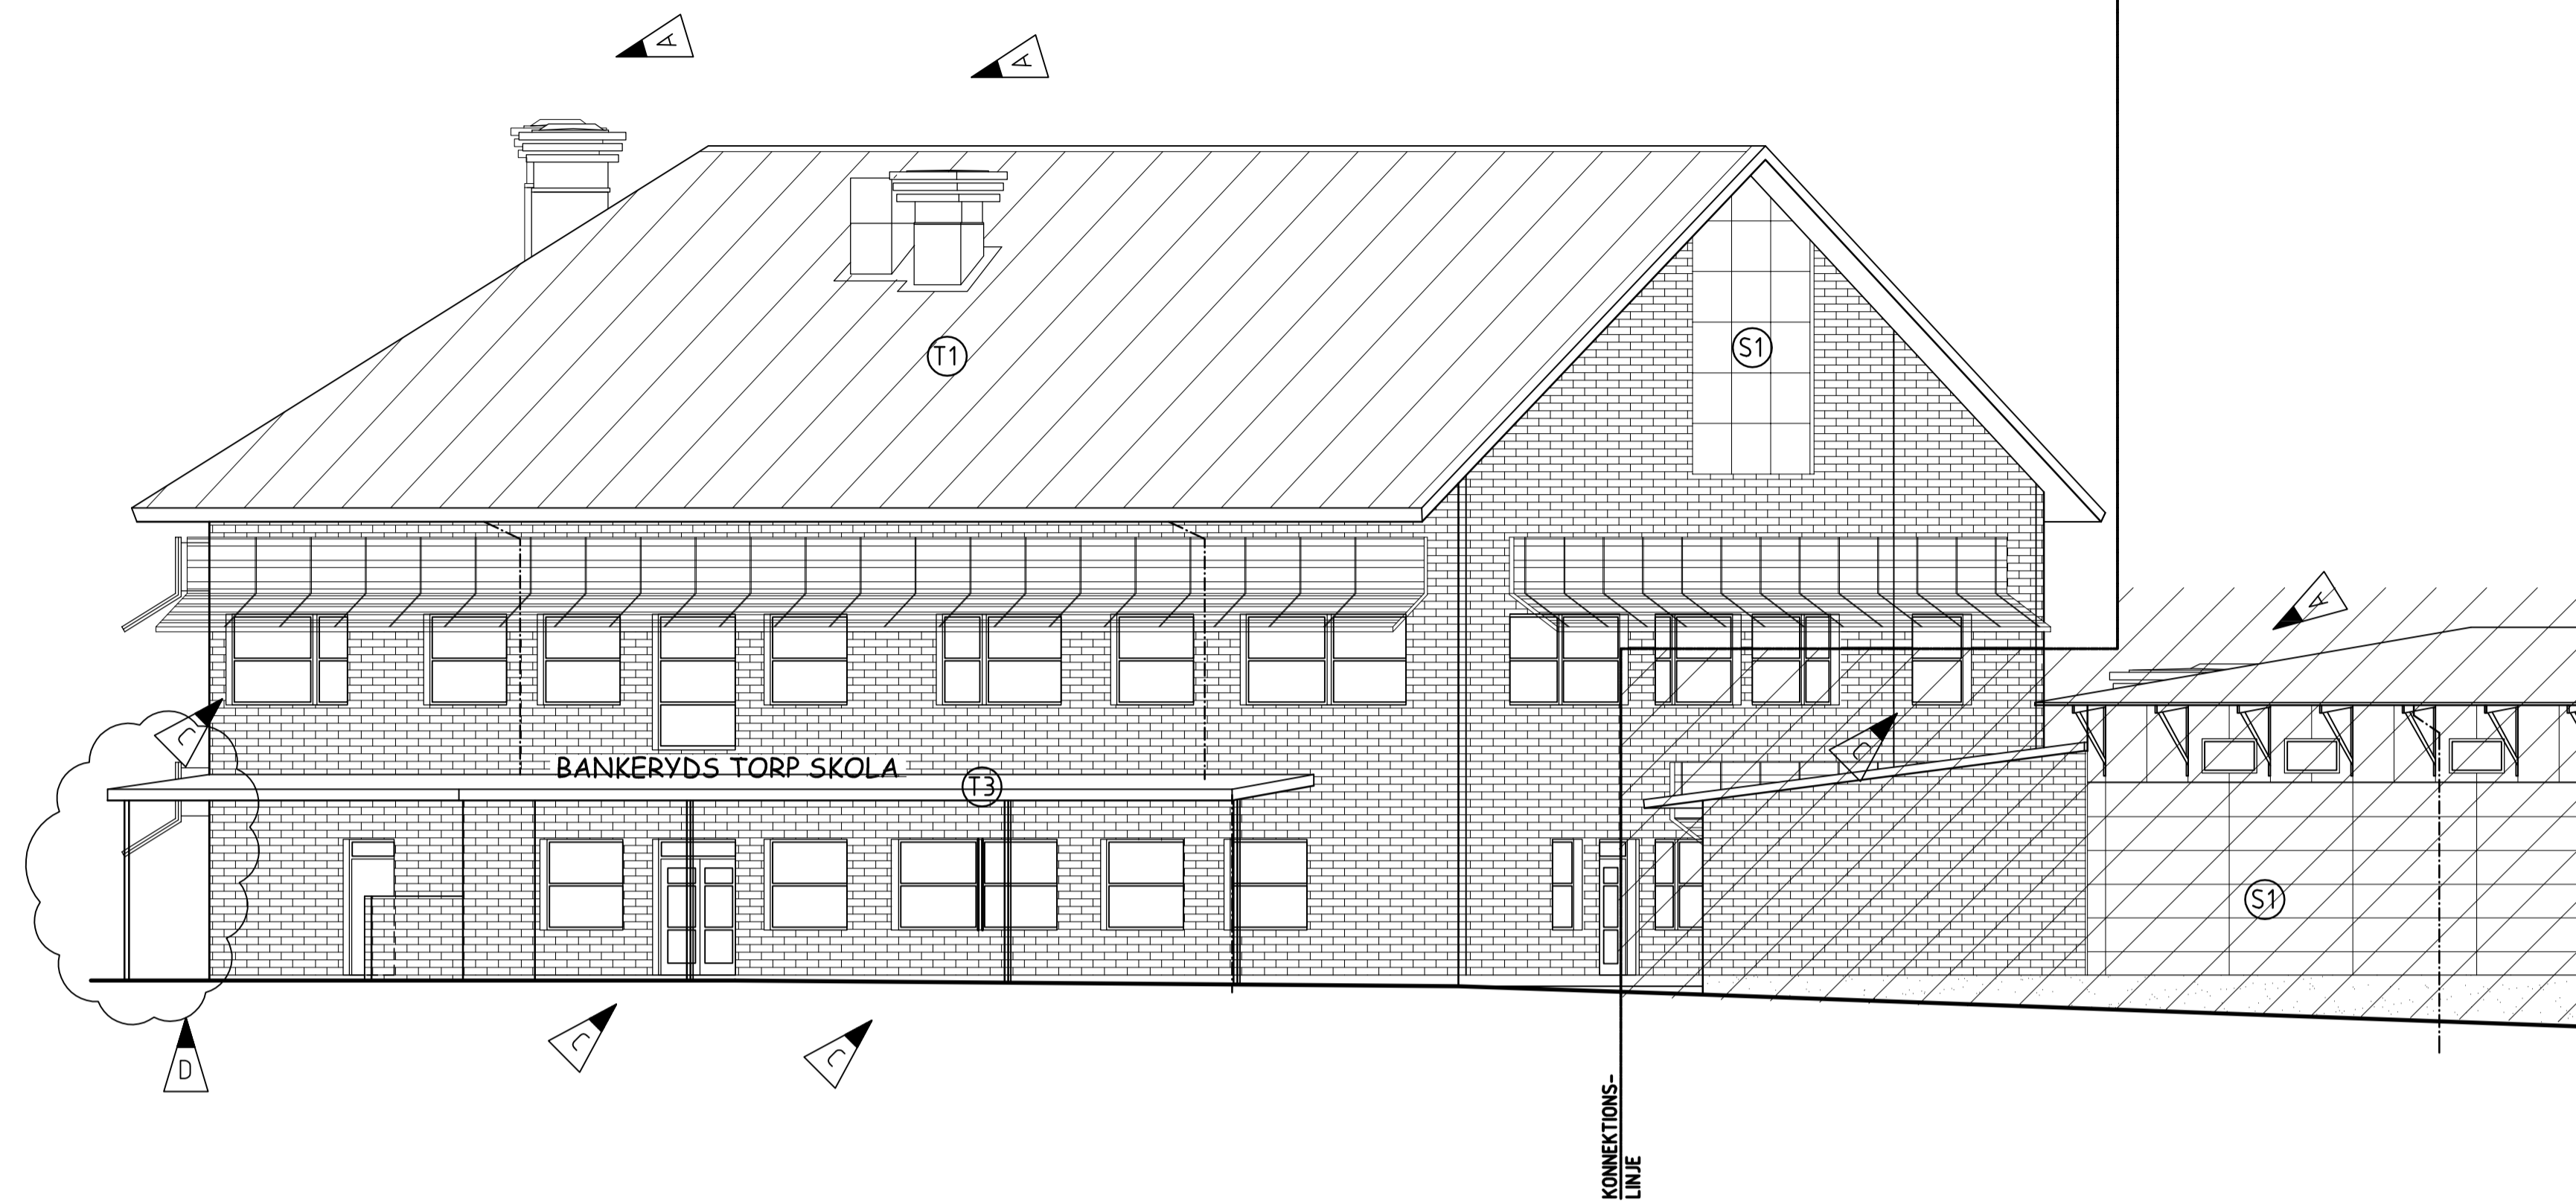 A
A
T1
S1
A
C
C
BANKERYDS TORP SKOLA
T3
S1
C
C
D
KONNEKTIONS-
LINJE